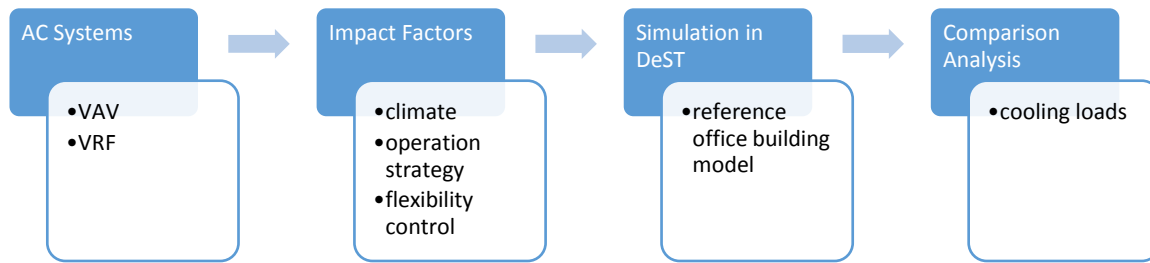 AC Systems
•VAV
•VRF
Impact Factors
•climate
•operation
strategy
•flexibility
control
Simulation in
DeST
•reference
office building
model
Comparison
Analysis
•cooling loads